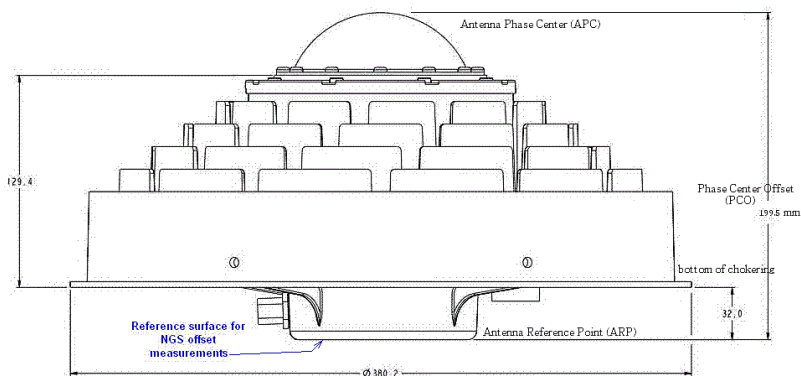 Antenna Phase Center (APC)
129.4
Phase Center Offset
(PCO)
199.5 mm
bottom of chokering
32.0
Reference surface for
NGS offset
measurements
Antenna Reference Point (ARP)
Ø 380.2